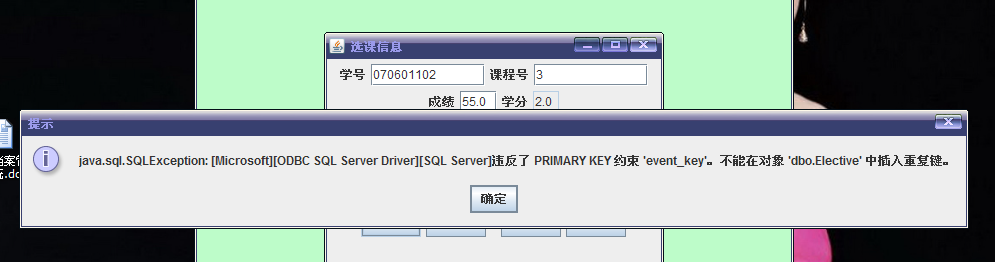 选课信息
学号 070601102 课程号 3
成绩 55.0 学分 2.0
提示
java.sql.SQLException: [Microsoft][ODBC SQL Server Driver][SQL Server]违反了 PRIMARY KEY 约束 'event_key'。不能在对象 'dbo.Elective' 中插入重复键。
确定